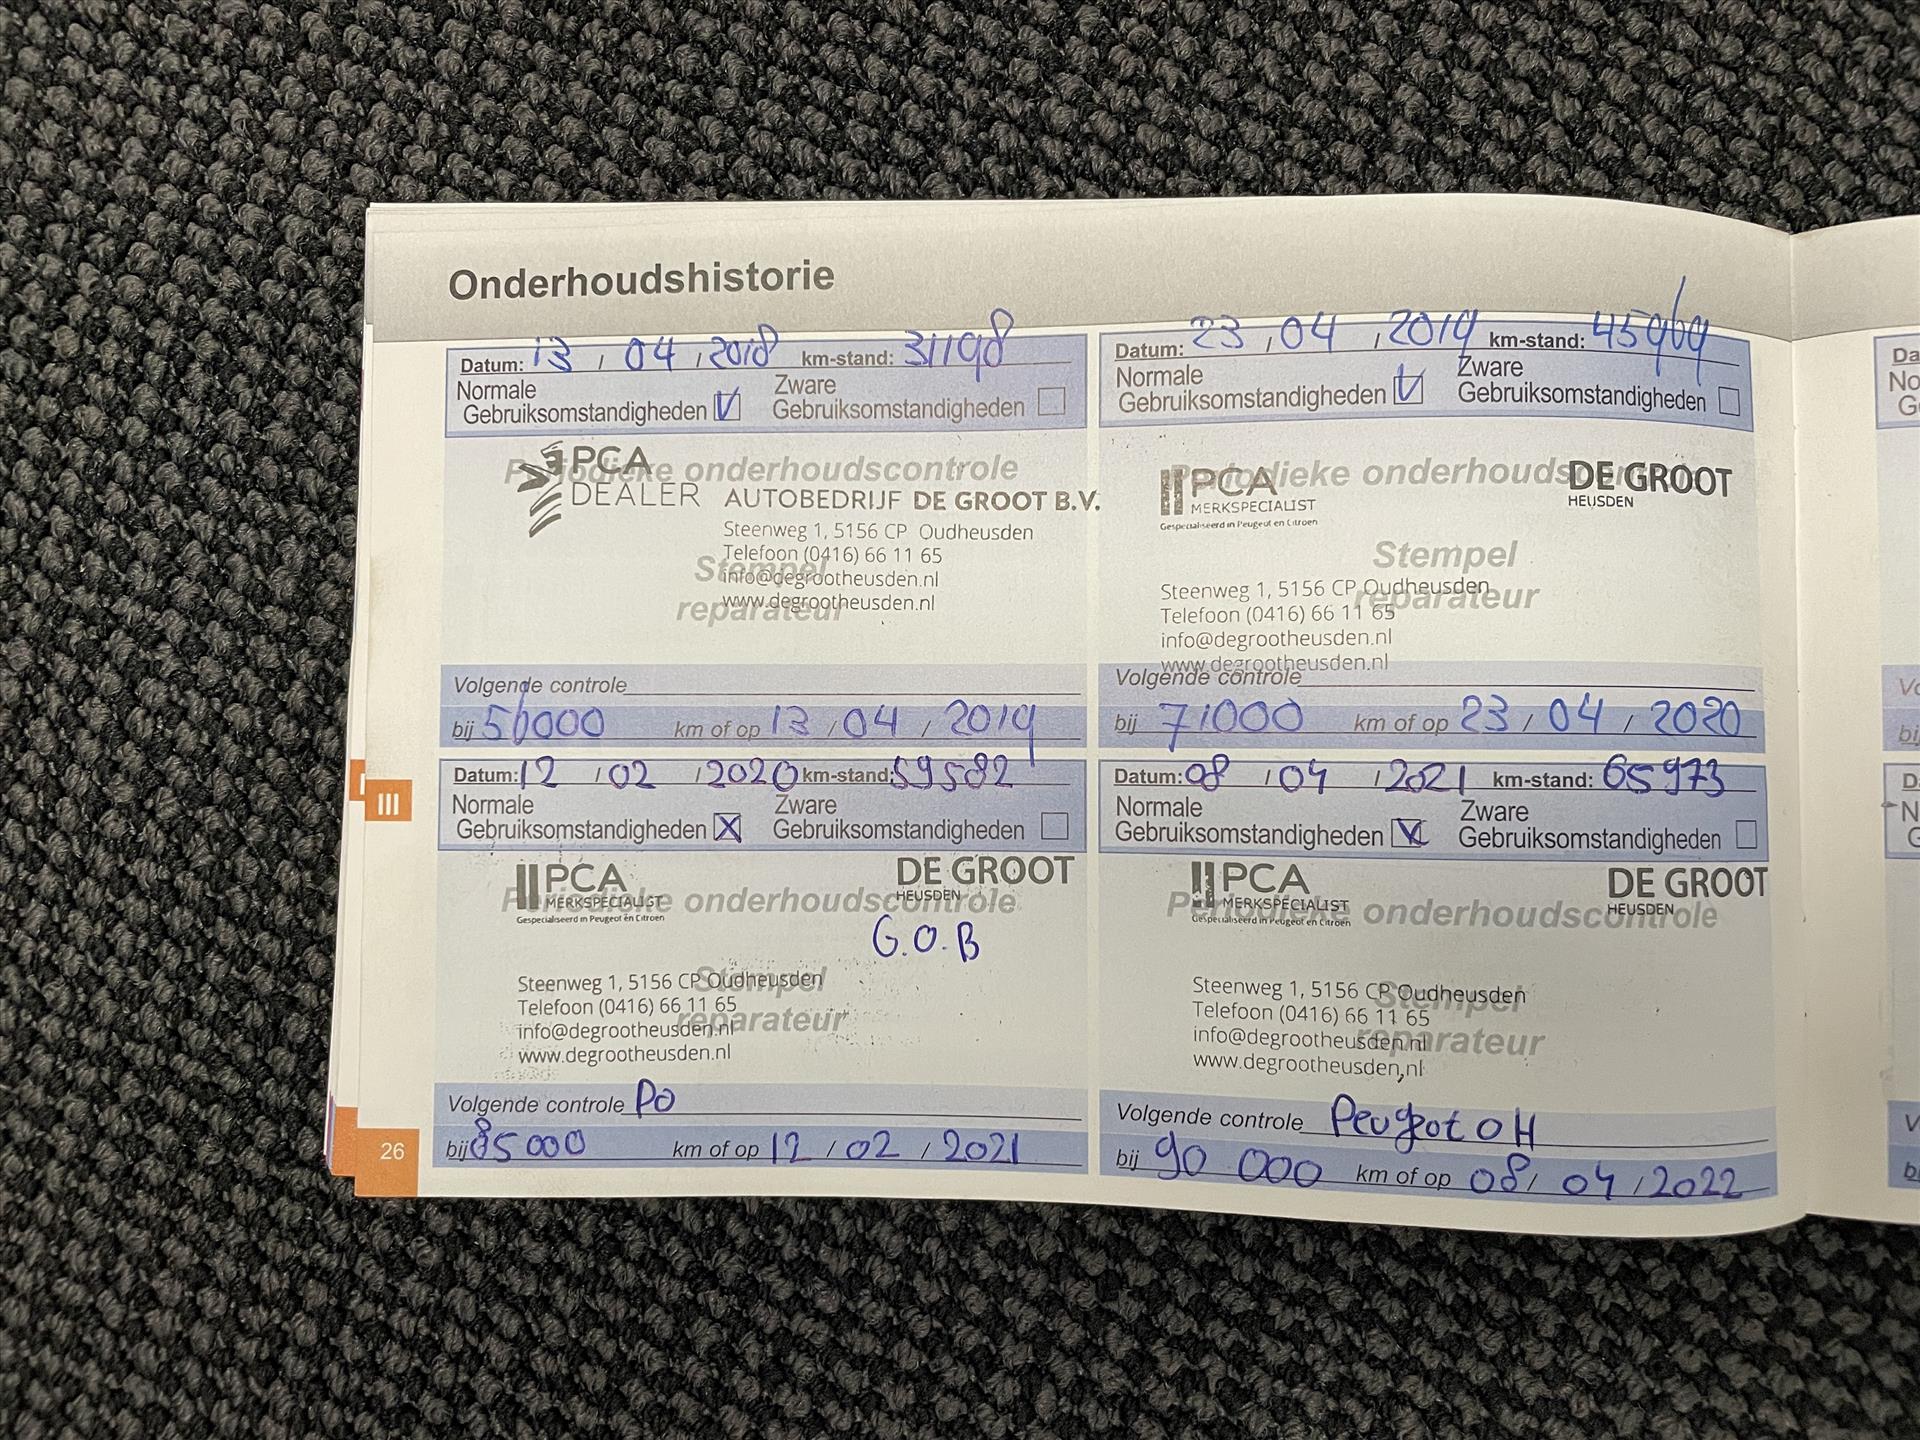 Onderhoudshistorie
Datum: 13 / 04 / 2018 km-stand: 31198
Normale Gebruiksomstandigheden V Zware Gebruiksomstandigheden
Periodieke onderhoudscontrole
PCA DEALER AUTOBEDRIJF DE GROOT B.V.
Steenweg 1, 5156 CP Oudheusden
Telefoon (0416) 66 11 65
info@degrootheusden.nl
www.degrootheusden.nl
Stempel
reparateur
Volgende controle
bij 56000 km of op 13 / 04 / 2019
Datum: 23 / 04 / 2019 km-stand: 45969
Normale Gebruiksomstandigheden V Zware Gebruiksomstandigheden
Periodieke onderhoudscontrole
PCA DE GROOT
MERKSPECIALIST HEUSDEN
Gespecialiseerd in Peugeot en Citroen
Stempel
reparateur
Steenweg 1, 5156 CP Oudheusden
Telefoon (0416) 66 11 65
info@degrootheusden.nl
www.degrootheusden.nl
Volgende controle
bij 71000 km of op 23 / 04 / 2020
Datum: 12 / 02 / 2020 km-stand: 59582
Normale Gebruiksomstandigheden X Zware Gebruiksomstandigheden
Periodieke onderhoudscontrole
PCA DE GROOT
MERKSPECIALIST HEUSDEN
Gespecialiseerd in Peugeot en Citroen
G.O.B
Stempel
reparateur
Steenweg 1, 5156 CP Oudheusden
Telefoon (0416) 66 11 65
info@degrootheusden.nl
www.degrootheusden.nl
Volgende controle PO
bij 85000 km of op 12 / 02 / 2021
Datum: 08 / 04 / 2021 km-stand: 65973
Normale Gebruiksomstandigheden V Zware Gebruiksomstandigheden
Periodieke onderhoudscontrole
PCA DE GROOT
MERKSPECIALIST HEUSDEN
Gespecialiseerd in Peugeot en Citroen
Stempel
reparateur
Steenweg 1, 5156 CP Oudheusden
Telefoon (0416) 66 11 65
info@degrootheusden.nl
www.degrootheusden.nl
Volgende controle Peugeot OH
bij 90 000 km of op 08 / 04 / 2022
III
26